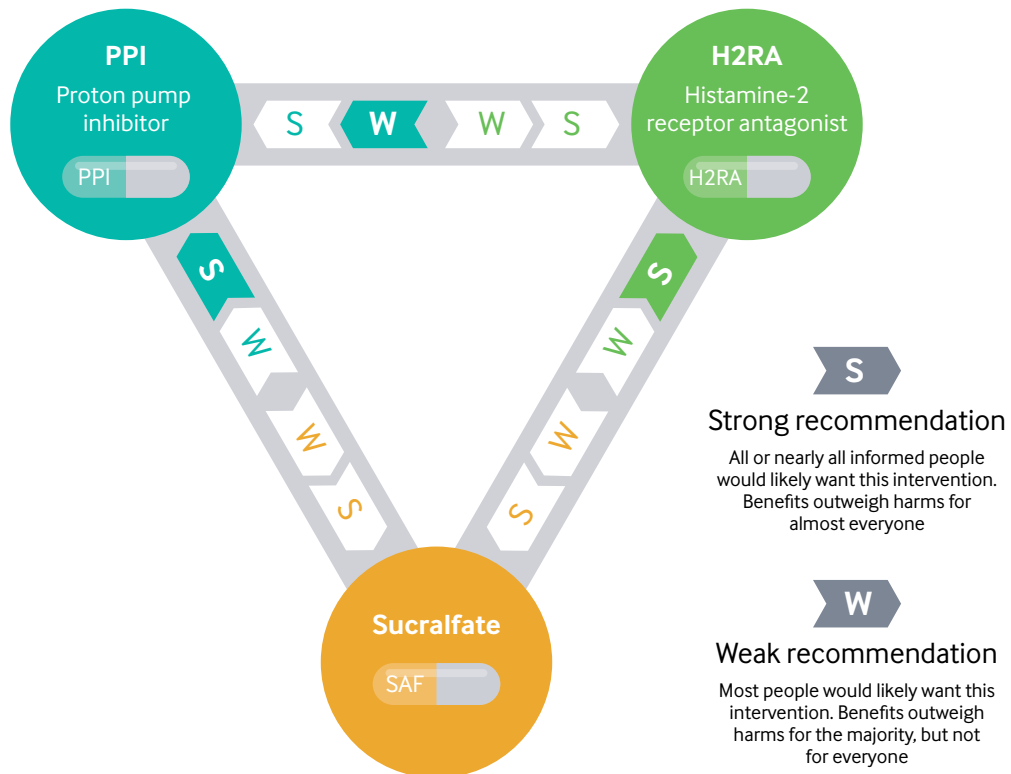 PPI
Proton pump
inhibitor
PPI
S
W
W
S
H2RA
Histamine-2
receptor antagonist
H2RA
S
W
W
S
S
W
W
S
Sucralfate
SAF
S
Strong recommendation
All or nearly all informed people
would likely want this intervention.
Benefits outweigh harms for
almost everyone
W
Weak recommendation
Most people would likely want this
intervention. Benefits outweigh
harms for the majority, but not
for everyone